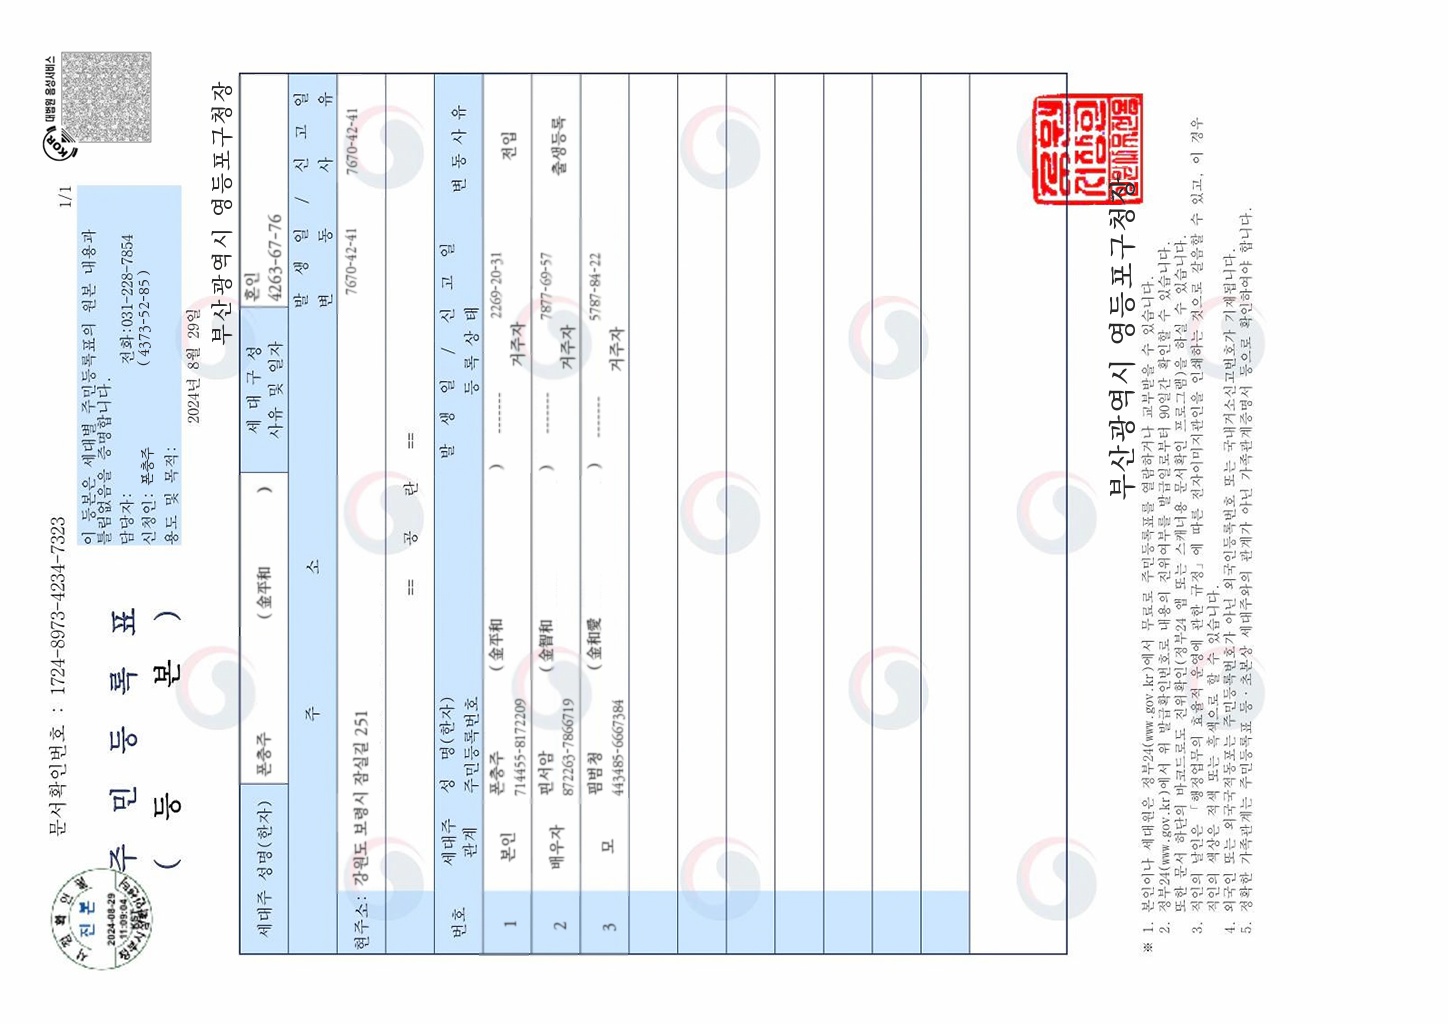 문서확인번호 : 1724-8973-4234-7323
1/1
대법원 음성서비스
KOR
진본
2024-08-29
11:09:04
주 민 등 록 표
( 등 본 )
이 등본은 세대별 주민등록표의 원본 내용과
틀림없음을 증명합니다.
담당자:
전화:031-228-7854
신청인: 폰충주
(4373-52-85)
용도 및 목적:
2024년 8월 29일
부산광역시 영등포구청장
세대주 성명(한자)
폰충주 (金平和 )
세 대 구 성
사유 및 일자
혼인
4263-67-76
주 소
발 생 일 / 신 고 일
변 동 사 유
현주소: 강원도 보령시 잠실길 251
7670-42-41 7670-42-41
== 공 란 ==
번호
세대주
관계
성 명(한자)
주민등록번호
발 생 일 / 신 고 일
등 록 상 태
변 동 사 유
1 본인 폰충주 (金平和 ) ------- 2269-20-31 전입
714455-8172209 거주자
2 배우자 퓐서암 (金智和 ) ------- 7877-69-57 출생등록
872263-7866719 거주자
3 모 핌범청 (金和愛 ) ------- 5787-84-22
443485-6667384 거주자
부산광역시 영등포구청장
※ 1. 본인이나 세대원은 정부24(www.gov.kr)에서 무료로 주민등록표를 열람하거나 교부받을 수 있습니다.
2. 정부24(www.gov.kr)에서 위 발급확인번호로 내용의 진위여부를 발급일로부터 90일간 확인할 수 있습니다.
또한 문서 하단의 바코드로도 진위확인(정부24 앱 또는 스캐너용 문서확인 프로그램)을 하실 수 있습니다.
3. 직인의 날인은 「행정업무의 효율적 운영에 관한 규정」에 따른 전자이미지관인을 인쇄하는 것으로 갈음할 수 있고, 이 경우
직인의 색상은 적색 또는 흑색으로 할 수 있습니다.
4. 외국인 또는 외국국적동포는 주민등록번호가 아닌 외국인등록번호 또는 국내거소신고번호가 기재됩니다.
5. 정확한 가족관계는 주민등록표 등·초본상 세대주와의 관계가 아닌 가족관계증명서 등으로 확인하여야 합니다.